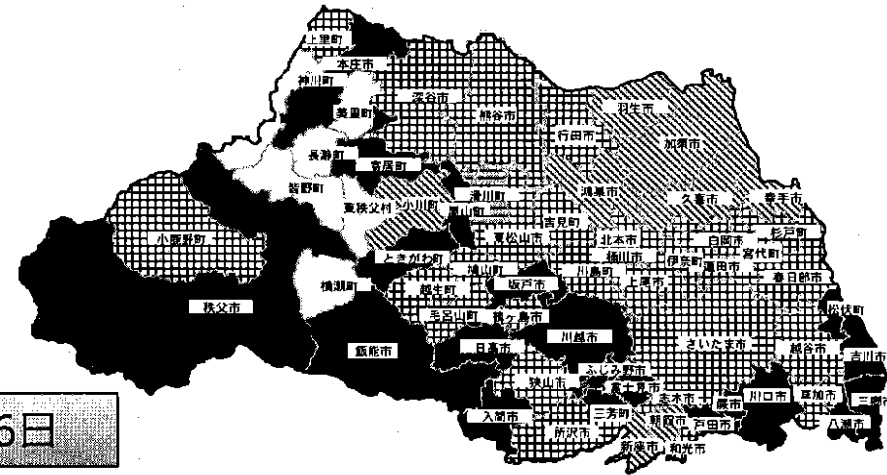 上里町
本庄市
神川町
深谷市
美里町
熊谷市
羽生市
行田市
加須市
長瀞町
寄居町
皆野町
滑川町
鴻巣市
久喜市
幸手市
東秩父村
小川町
嵐山町
吉見町
小鹿野町
東松山市
北本市
白岡市
杉戸町
ときがわ町
桶川市
伊奈町
宮代町
蓮田市
鳩山町
川島町
上尾市
春日部市
横瀬町
越生町
坂戸市
秩父市
毛呂山町
鶴ヶ島市
松伏町
川越市
さいたま市
飯能市
日高市
越谷市
吉川市
ふじみ野市
狭山市
富士見市
志木市
川口市
草加市
三郷市
入間市
三芳町
蕨市
朝霞市
戸田市
八潮市
所沢市
新座市
和光市
6日